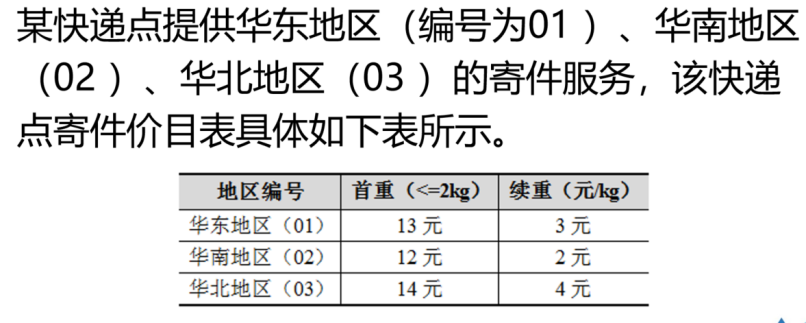 某快递点提供华东地区（编号为01 ）、华南地区
（02 ）、华北地区（03 ）的寄件服务，该快递
点寄件价目表具体如下表所示。
地区编号 首重（<=2kg） 续重（元/kg）
华东地区（01） 13 元 3 元
华南地区（02） 12 元 2 元
华北地区（03） 14 元 4 元